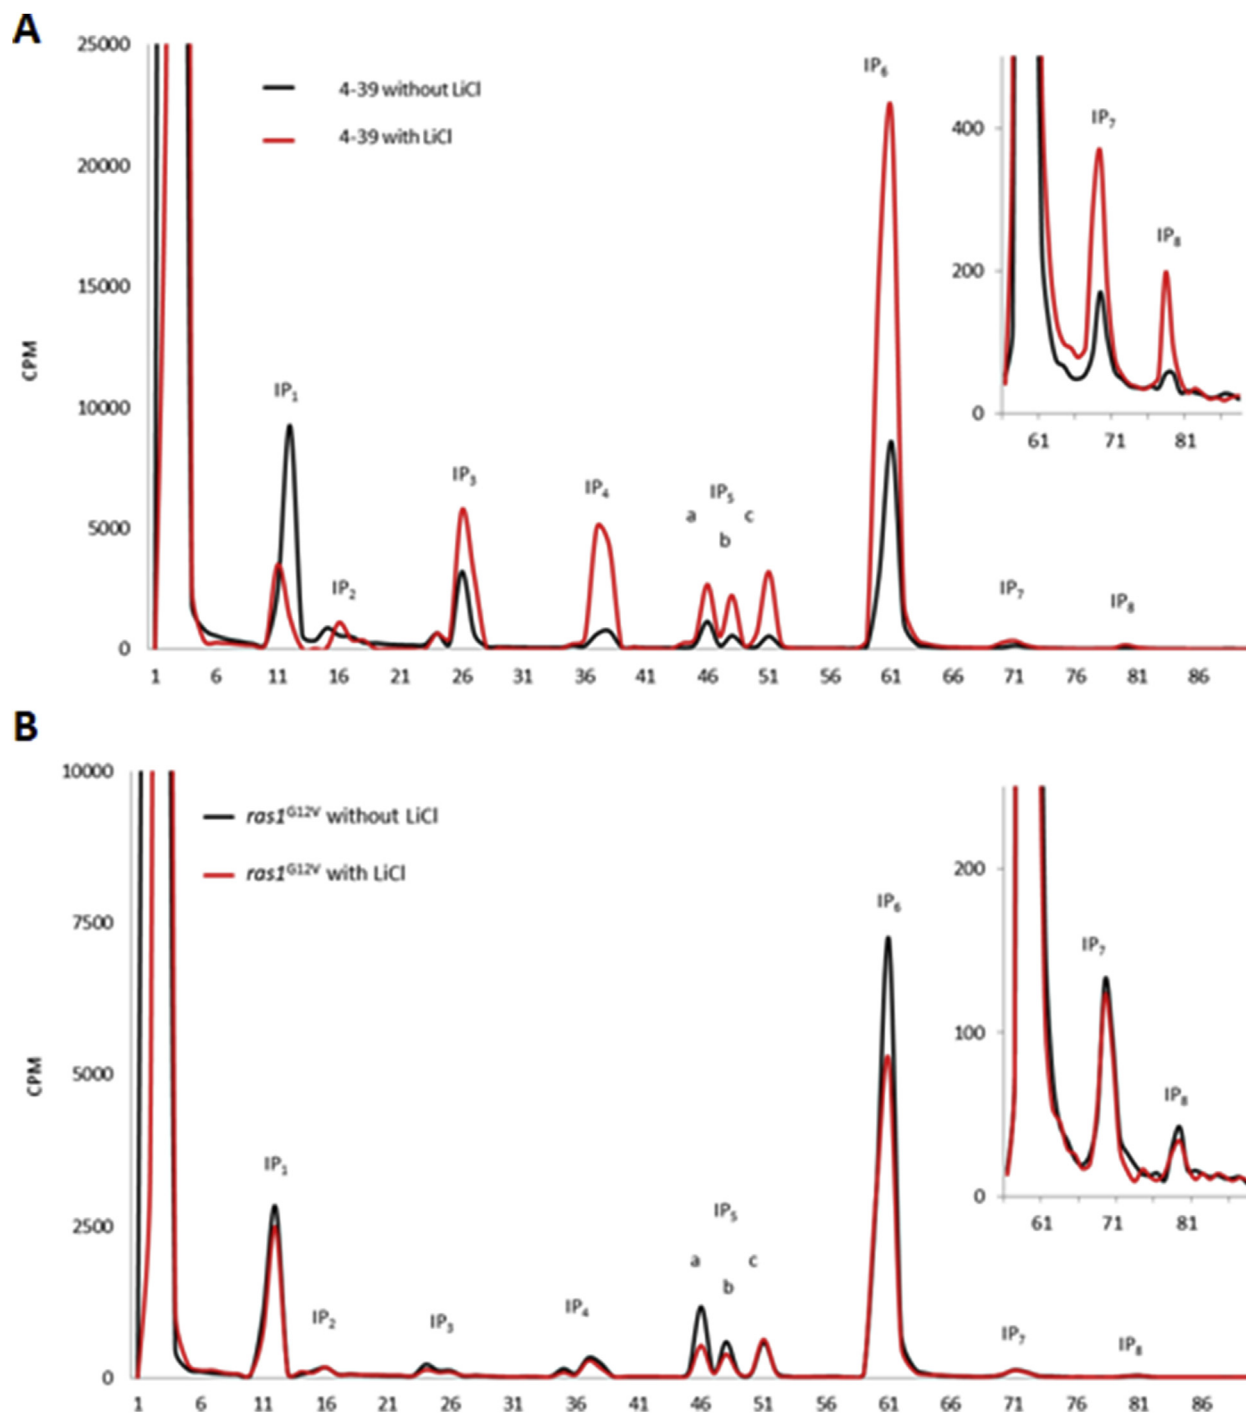 A
25000
20000
15000
10000
5000
0
CPM
4-39 without LiCl
4-39 with LiCl
IP1
IP2
IP3
IP4
IP5
a
b
c
IP6
IP7
IP8
1 6 11 16 21 26 31 36 41 46 51 56 61 66 71 76 81 86
400
200
0
IP7
IP8
61 71 81
B
10000
7500
5000
2500
0
CPM
ras1G12V without LiCl
ras1G12V with LiCl
IP1
IP2
IP3
IP4
IP5
a
b
c
IP6
IP7
IP8
1 6 11 16 21 26 31 36 41 46 51 56 61 66 71 76 81 86
200
100
0
IP7
IP8
61 71 81